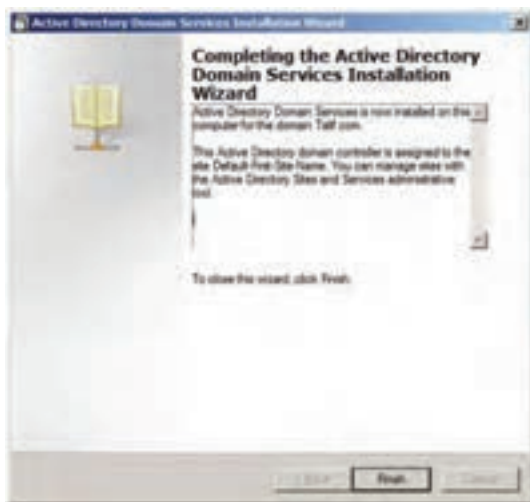 Active Directory Domain Services Installation Wizard
Completing the Active Directory
Domain Services Installation
Wizard
Active Directory Domain Services is now installed on this
computer for the domain
This Active Directory domain controller is assigned to the
site Default-First-Site-Name. You can manage sites with
the Active Directory Sites and Services administrative
tool.
To close this wizard, click Finish.
< Back
Finish
Cancel